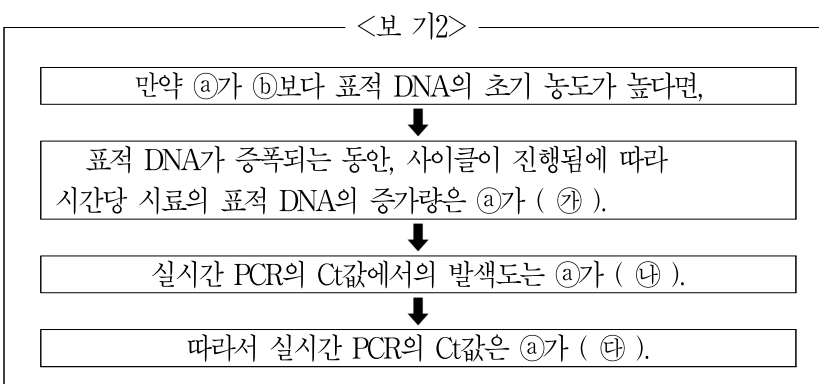 <보 기2>
만약 ⓐ가 ⓑ보다 표적 DNA의 초기 농도가 높다면,
표적 DNA가 증폭되는 동안, 사이클이 진행됨에 따라
시간당 시료의 표적 DNA의 증가량은 ⓐ가 ( ㉮ ).
실시간 PCR의 Ct값에서의 발색도는 ⓐ가 ( ㉯ ).
따라서 실시간 PCR의 Ct값은 ⓐ가 ( ㉰ ).